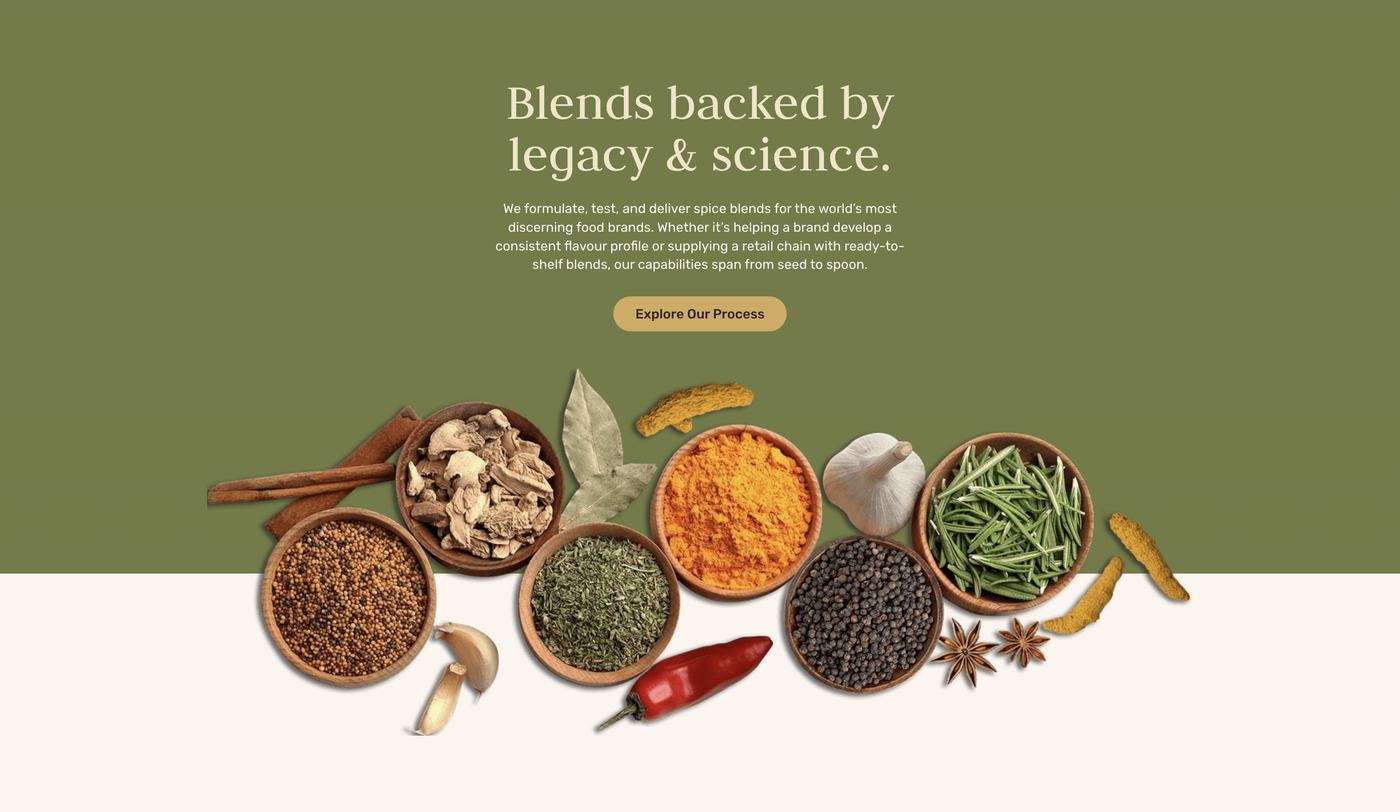 Blends backed by
legacy & science.
We formulate, test, and deliver spice blends for the world’s most
discerning food brands. Whether it’s helping a brand develop a
consistent flavour profile or supplying a retail chain with ready-to-
shelf blends, our capabilities span from seed to spoon.
Explore Our Process